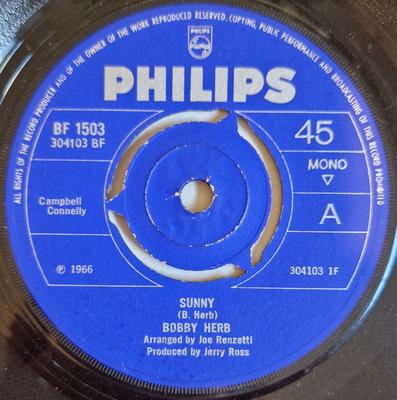 ALL RIGHTS OF THE RECORD PRODUCER AND OF THE OWNER OF THE WORK REPRODUCED RESERVED. COPYING, PUBLIC PERFORMANCE AND BROADCASTING OF THIS RECORD PROHIBITED
PHILIPS
PHILIPS
BF 1503
304103 BF
45
MONO
A
Campbell
Connelly
℗ 1966
304103 1F
SUNNY
(B. Herb)
BOBBY HERB
Arranged by Joe Renzetti
Produced by Jerry Ross